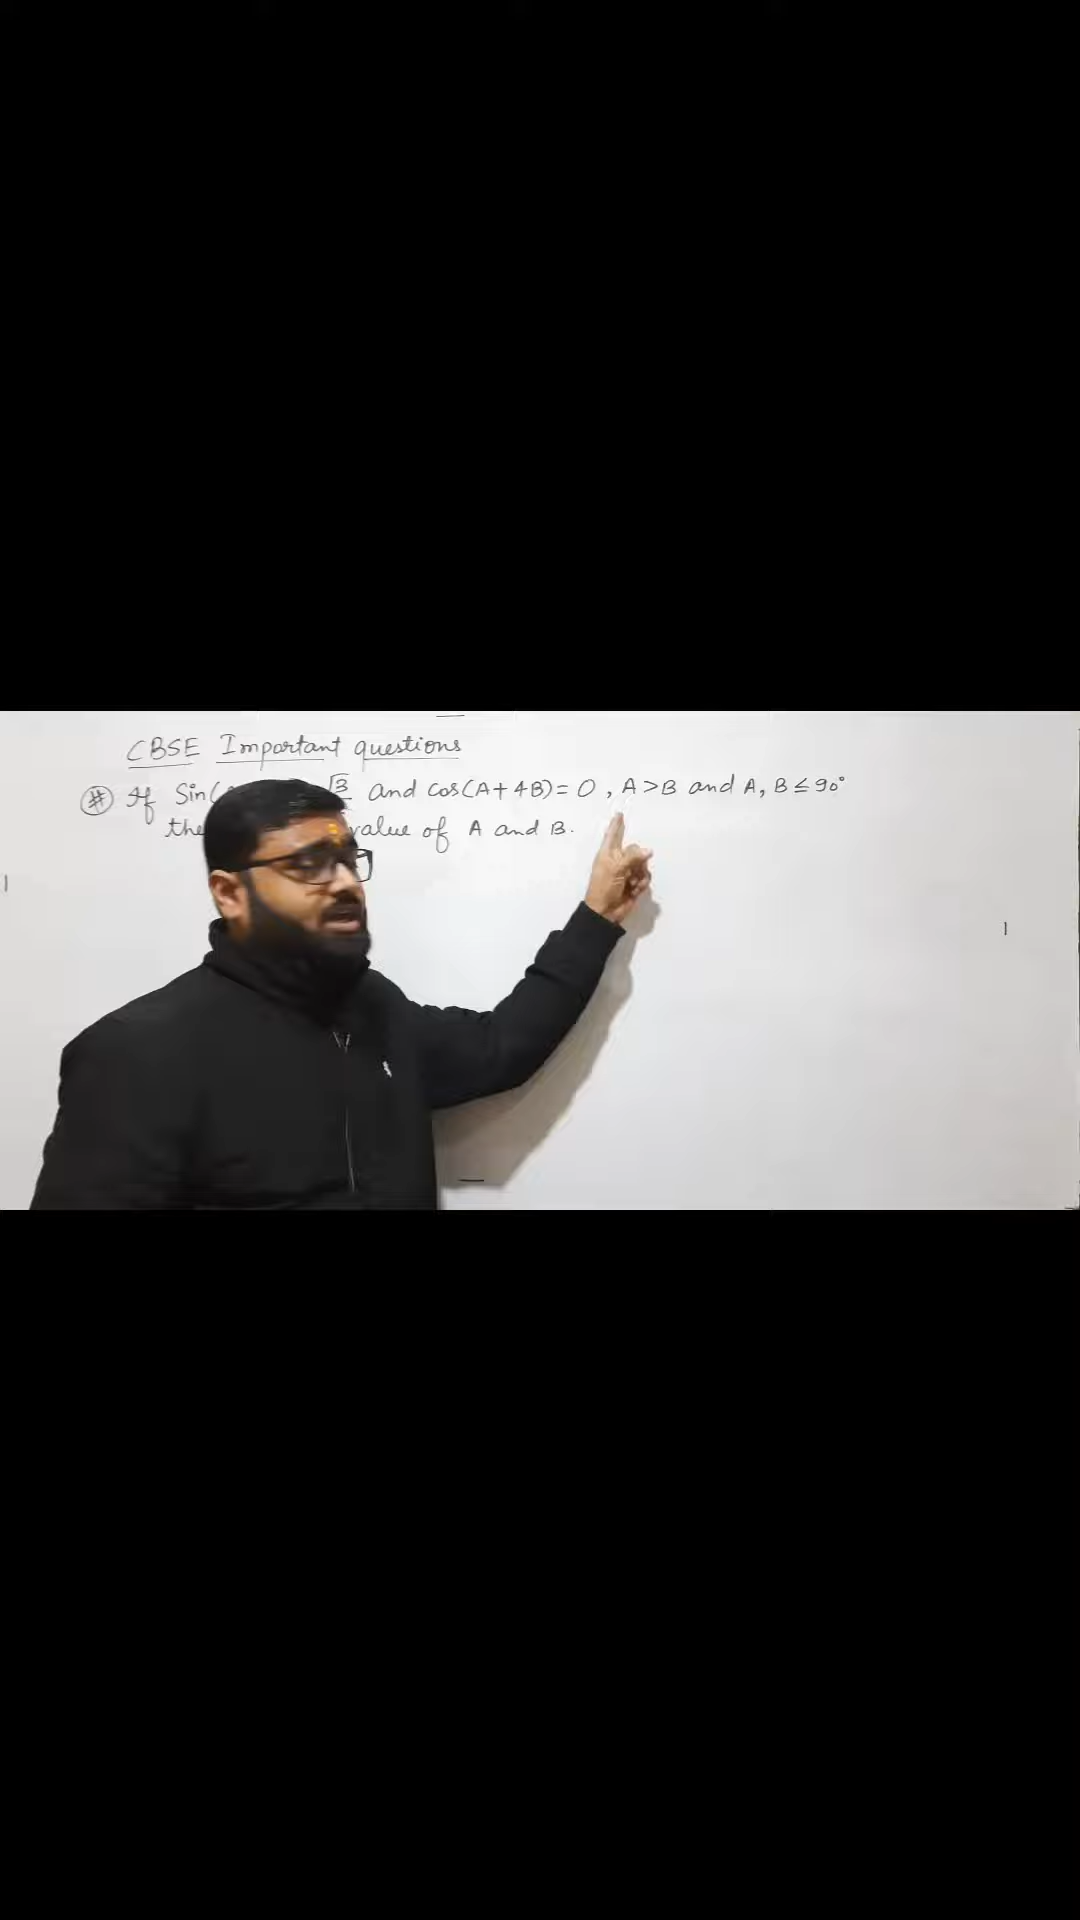 CBSE Important questions
# If Sin( √3 and cos(A+4B)=0, A>B and A, B≤90°
value of A and B.